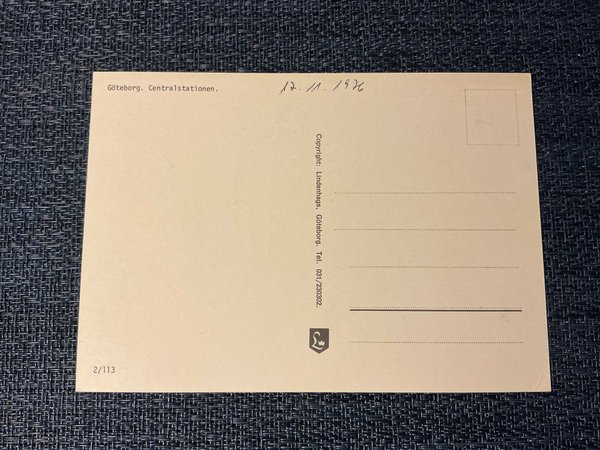 Göteborg. Centralstationen.
17.11.1976
Copyright: Lindenhags, Göteborg, Tel. 031/230302.
2/113